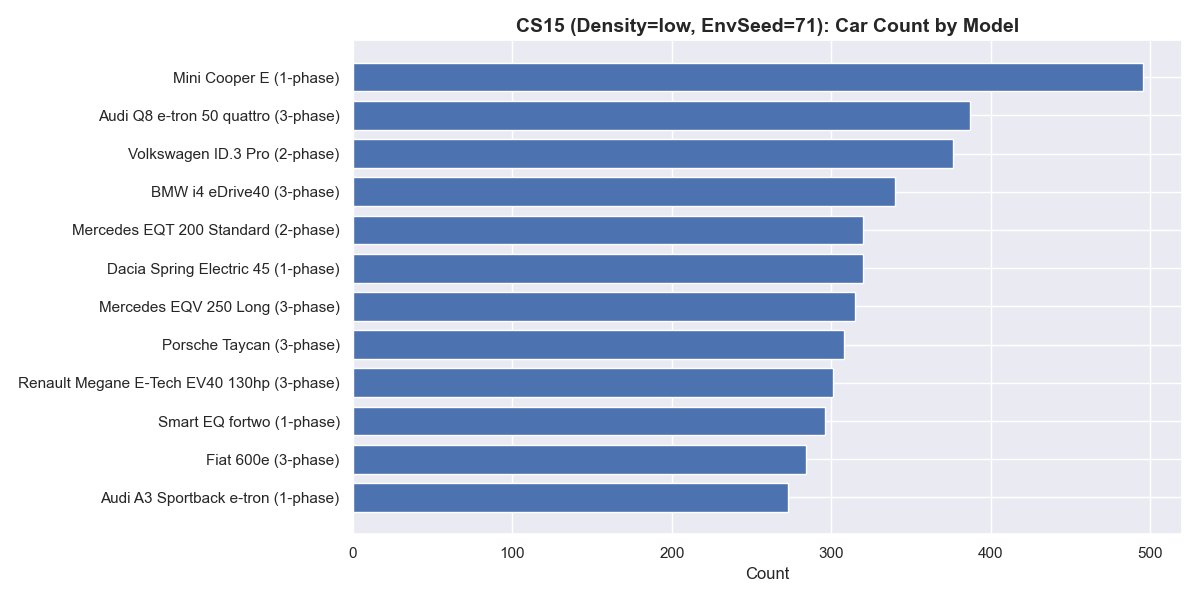 CS15 (Density=low, EnvSeed=71): Car Count by Model
Mini Cooper E (1-phase)
Audi Q8 e-tron 50 quattro (3-phase)
Volkswagen ID.3 Pro (2-phase)
BMW i4 eDrive40 (3-phase)
Mercedes EQT 200 Standard (2-phase)
Dacia Spring Electric 45 (1-phase)
Mercedes EQV 250 Long (3-phase)
Porsche Taycan (3-phase)
Renault Megane E-Tech EV40 130hp (3-phase)
Smart EQ fortwo (1-phase)
Fiat 600e (3-phase)
Audi A3 Sportback e-tron (1-phase)
0 100 200 300 400 500
Count